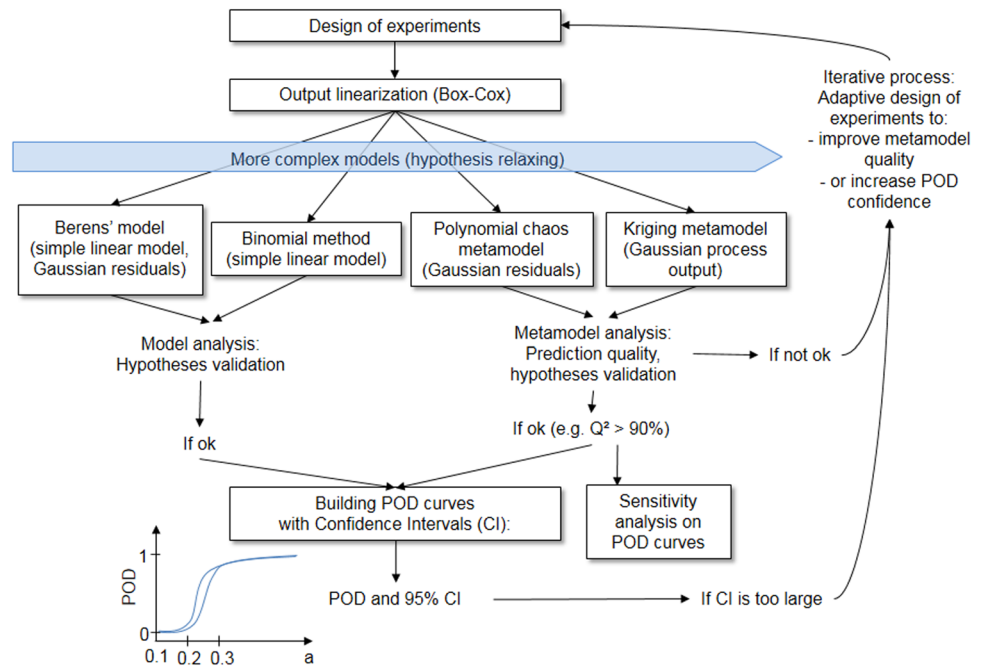 Design of experiments
Output linearization (Box-Cox)
More complex models (hypothesis relaxing)
Iterative process:
Adaptive design of
experiments to:
- improve metamodel
quality
- or increase POD
confidence
Berens’ model
(simple linear model,
Gaussian residuals)
Binomial method
(simple linear model)
Polynomial chaos
metamodel
(Gaussian residuals)
Kriging metamodel
(Gaussian process
output)
Model analysis:
Hypotheses validation
Metamodel analysis:
Prediction quality,
hypotheses validation
If not ok
If ok
If ok (e.g. Q² > 90%)
Building POD curves
with Confidence Intervals (CI):
Sensitivity
analysis on
POD curves
POD and 95% CI
If CI is too large
POD
1
0
0.1
0.2
0.3
a